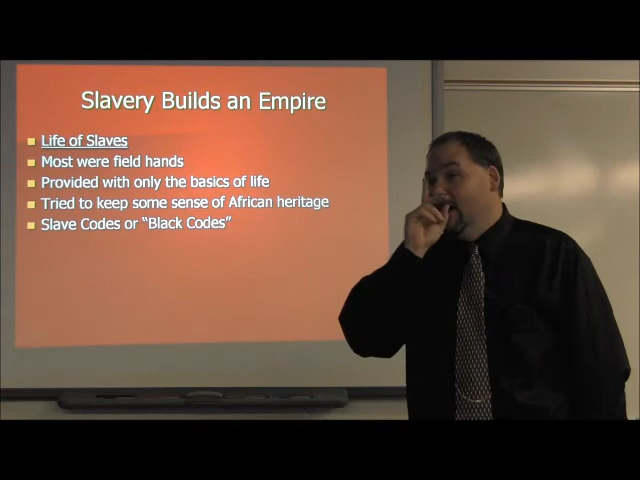 Slavery Builds an Empire
Life of Slaves
Most were field hands
Provided with only the basics of life
Tried to keep some sense of African heritage
Slave Codes or “Black Codes”